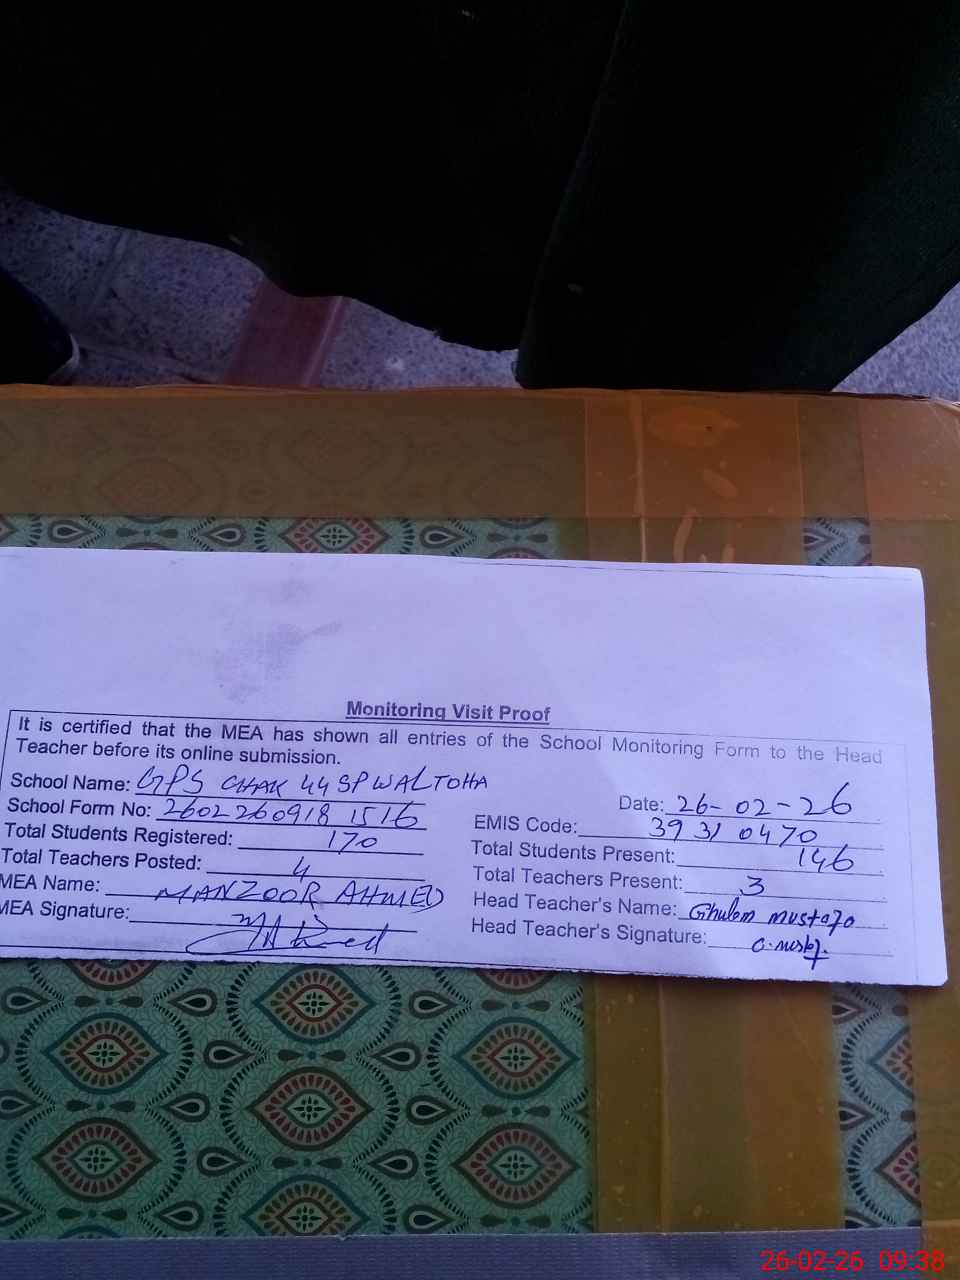 Monitoring Visit Proof
It is certified that the MEA has shown all entries of the School Monitoring Form to the Head
Teacher before its online submission.
School Name: GPS CHAK 44 SP WALTOHA
Date: 26-02-26
School Form No: 2602260918 1516
EMIS Code: 39310470
Total Students Registered: 170
Total Students Present: 146
Total Teachers Posted: 4
Total Teachers Present: 3
MEA Name: MANZOOR AHMED
Head Teacher's Name: Ghulam mustafa
MEA Signature:
Head Teacher's Signature:
26-02-26 09:38